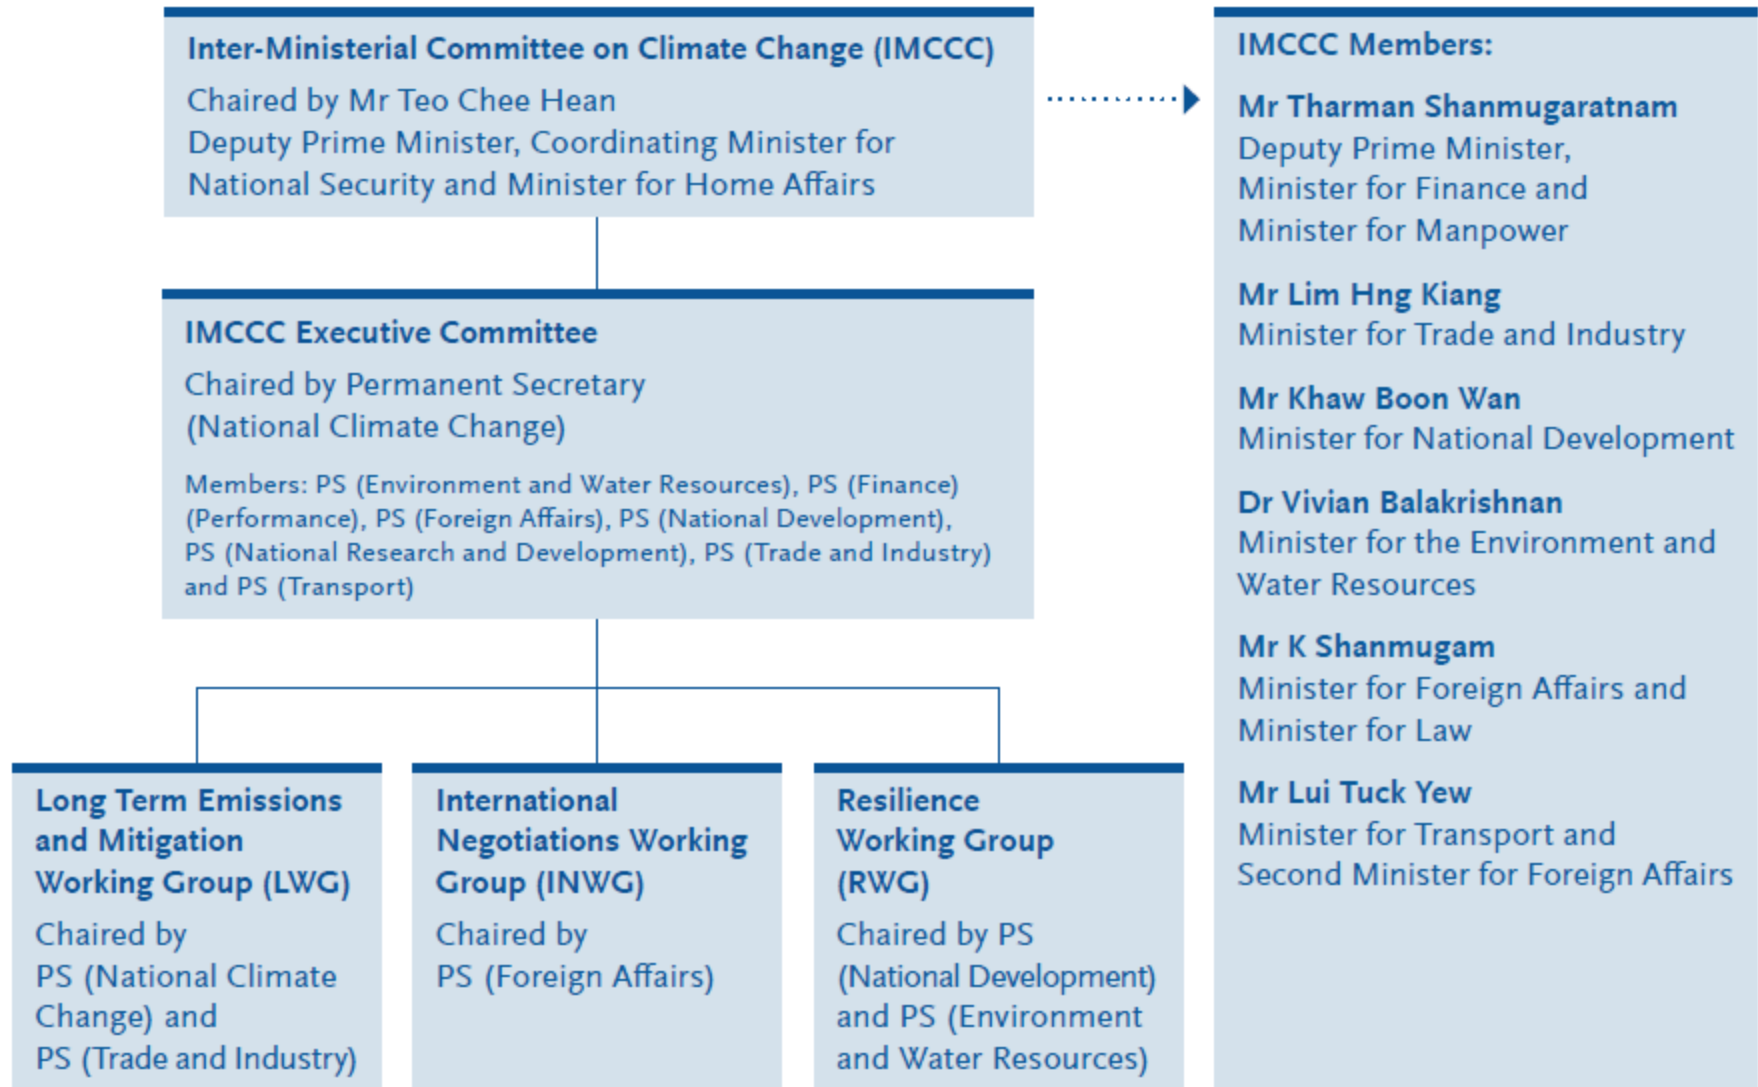 Inter-Ministerial Committee on Climate Change (IMCCC)
Chaired by Mr Teo Chee Hean
Deputy Prime Minister, Coordinating Minister for
National Security and Minister for Home Affairs
IMCCC Executive Committee
Chaired by Permanent Secretary
(National Climate Change)
Members: PS (Environment and Water Resources), PS (Finance)
(Performance), PS (Foreign Affairs), PS (National Development),
PS (National Research and Development), PS (Trade and Industry)
and PS (Transport)
Long Term Emissions
and Mitigation
Working Group (LWG)
Chaired by
PS (National Climate
Change) and
PS (Trade and Industry)
International
Negotiations Working
Group (INWG)
Chaired by
PS (Foreign Affairs)
Resilience
Working Group
(RWG)
Chaired by PS
(National Development)
and PS (Environment
and Water Resources)
IMCCC Members:
Mr Tharman Shanmugaratnam
Deputy Prime Minister,
Minister for Finance and
Minister for Manpower
Mr Lim Hng Kiang
Minister for Trade and Industry
Mr Khaw Boon Wan
Minister for National Development
Dr Vivian Balakrishnan
Minister for the Environment and
Water Resources
Mr K Shanmugam
Minister for Foreign Affairs and
Minister for Law
Mr Lui Tuck Yew
Minister for Transport and
Second Minister for Foreign Affairs